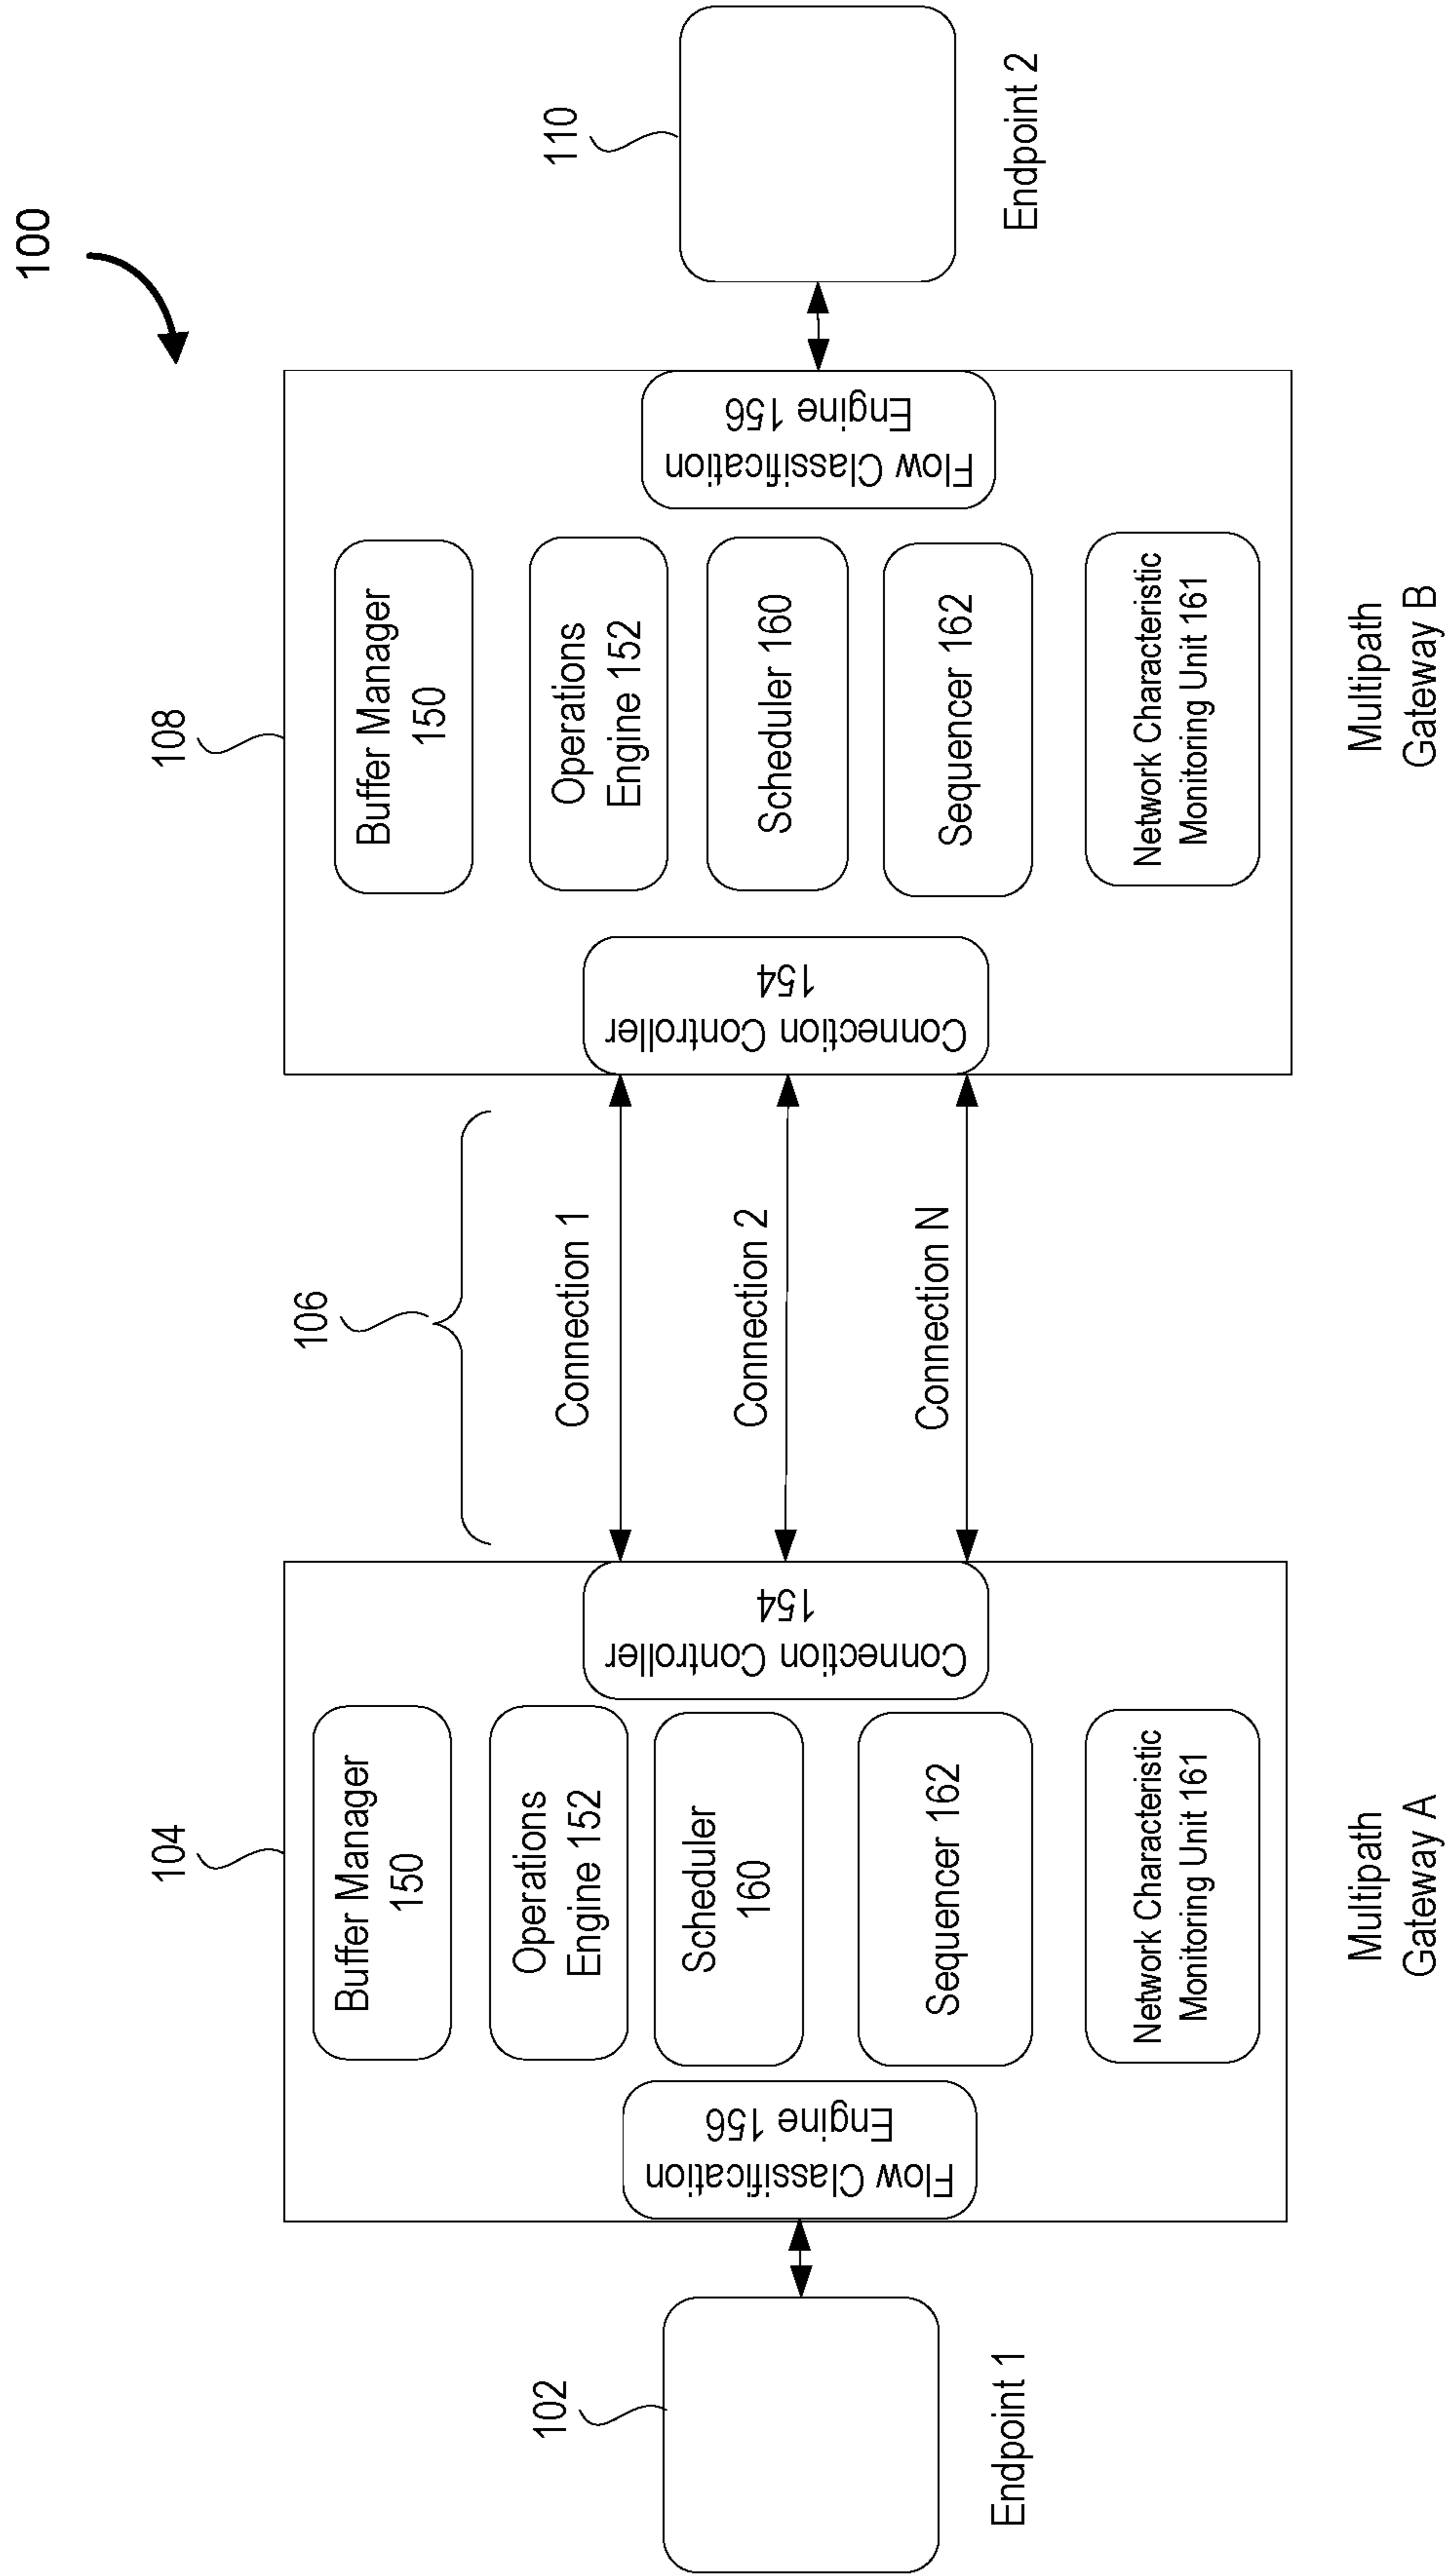 100
102
Endpoint 1
104
Buffer Manager
150
Operations
Engine 152
Scheduler
160
Sequencer 162
Network Characteristic
Monitoring Unit 161
Flow Classification
Engine 156
Connection Controller
154
Multipath
Gateway A
106
Connection 1
Connection 2
Connection N
108
Buffer Manager
150
Operations
Engine 152
Scheduler 160
Sequencer 162
Network Characteristic
Monitoring Unit 161
Connection Controller
154
Flow Classification
Engine 156
Multipath
Gateway B
110
Endpoint 2